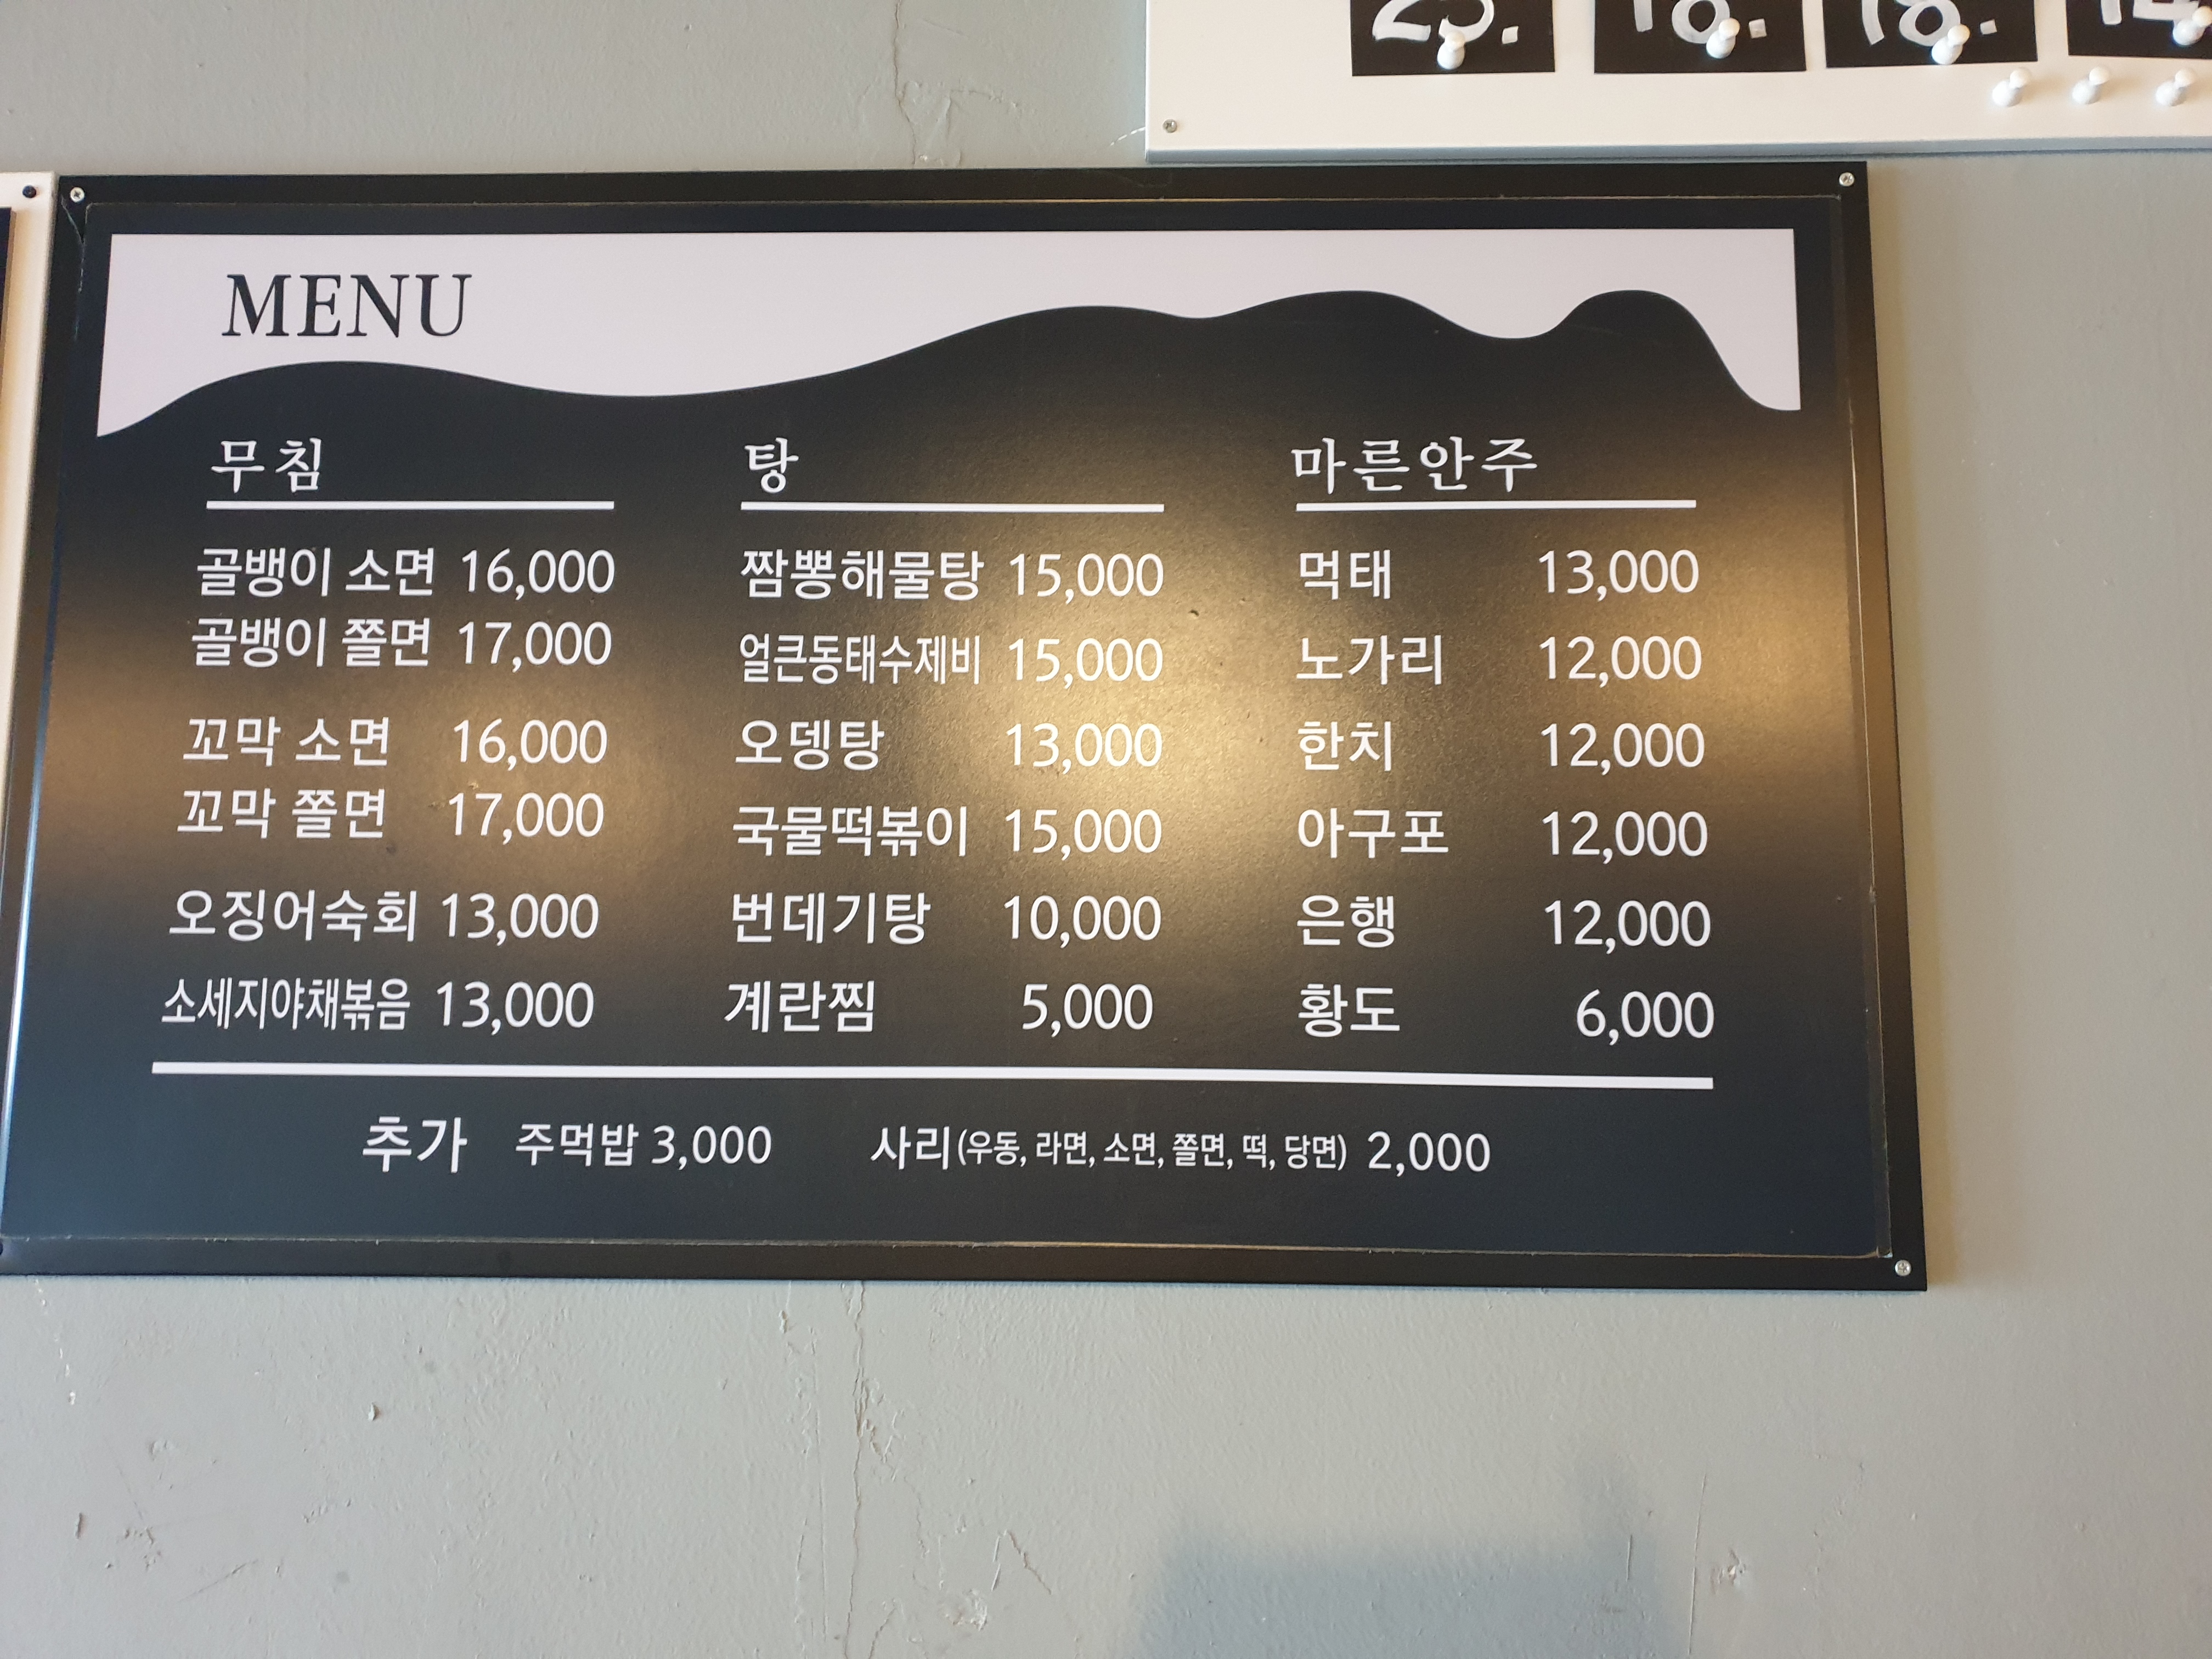 25.
18.
18.
MENU
무침
골뱅이 소면 16,000
골뱅이 쫄면 17,000
꼬막 소면 16,000
꼬막 쫄면 17,000
오징어숙회 13,000
소세지야채볶음 13,000
탕
짬뽕해물탕 15,000
얼큰동태수제비 15,000
오뎅탕 13,000
국물떡볶이 15,000
번데기탕 10,000
계란찜 5,000
마른안주
먹태 13,000
노가리 12,000
한치 12,000
아구포 12,000
은행 12,000
황도 6,000
추가 주먹밥 3,000 사리(우동, 라면, 소면, 쫄면, 떡, 당면) 2,000